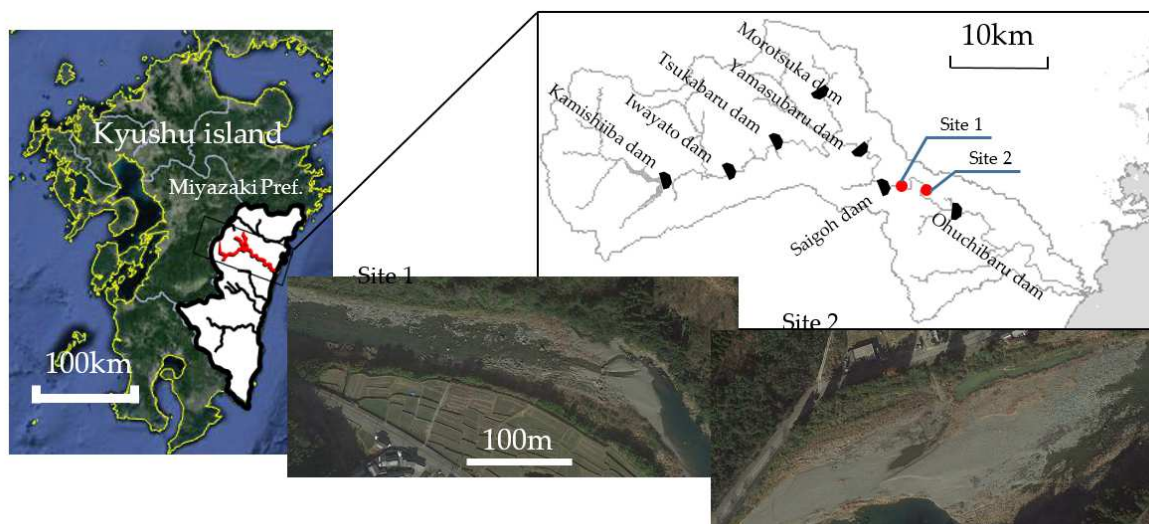 Kyushu island
Miyazaki Pref.
100km
10km
Morotsuka dam
Yamasubaru dam
Tsukabaru dam
Iwayato dam
Kamishiiba dam
Saigoh dam
Ohuchibaru dam
Site 1
Site 2
Site 1
100m
Site 2